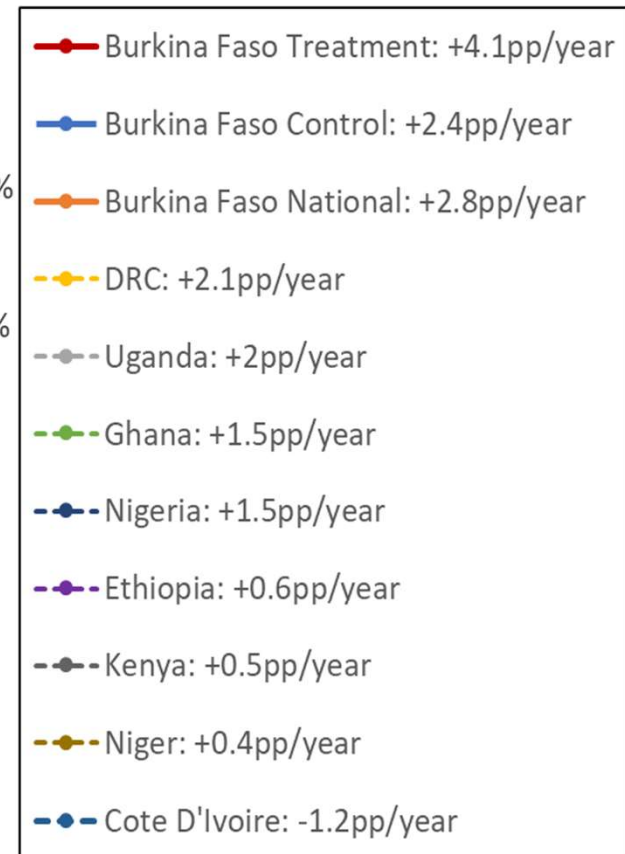 Burkina Faso Treatment: +4.1pp/year
Burkina Faso Control: +2.4pp/year
%
Burkina Faso National: +2.8pp/year
DRC: +2.1pp/year
%
Uganda: +2pp/year
Ghana: +1.5pp/year
Nigeria: +1.5pp/year
Ethiopia: +0.6pp/year
Kenya: +0.5pp/year
Niger: +0.4pp/year
Cote D'Ivoire: -1.2pp/year